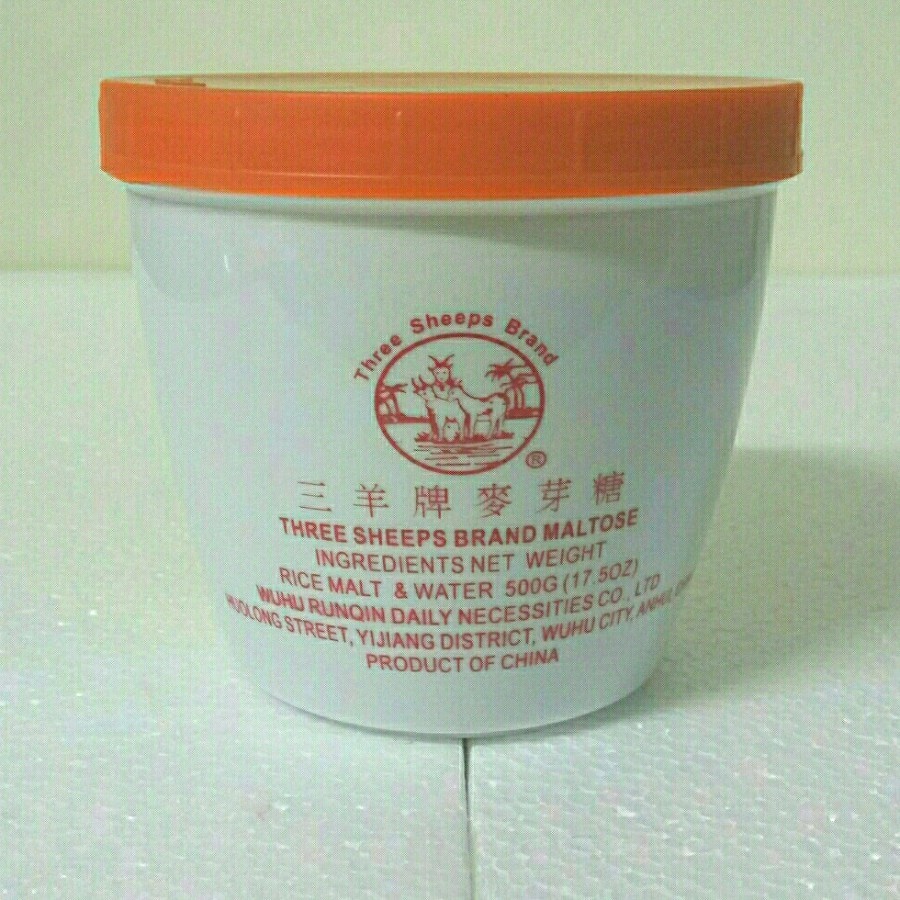 Three Sheeps Brand
®
三羊牌麥芽糖
THREE SHEEPS BRAND MALTOSE
INGREDIENTS NET WEIGHT
RICE MALT & WATER 500G (17.5OZ)
WUHU RUNQIN DAILY NECESSITIES CO., LTD
STREET, YIJIANG DISTRICT, WUHU CITY,
PRODUCT OF CHINA